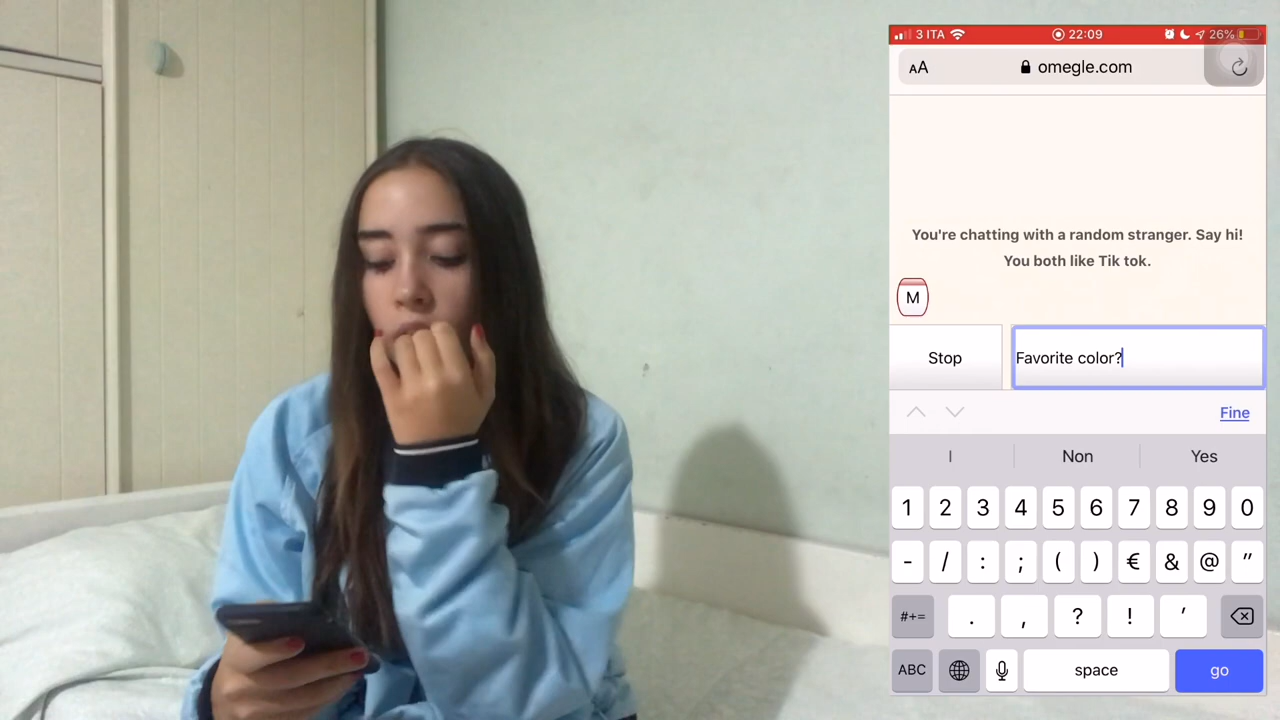 3 ITA 22:09 26%
AA omegle.com
You're chatting with a random stranger. Say hi!
You both like Tik tok.
M
Stop Favorite color?
Fine
I Non Yes
1 2 3 4 5 6 7 8 9 0
- / : ; ( ) € & @ "
#+= . , ? ! '
ABC space go